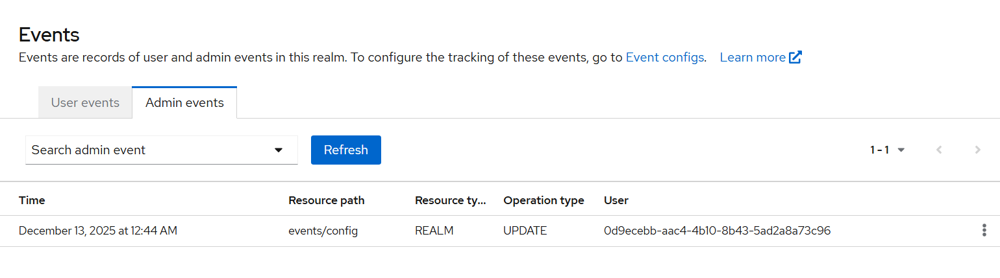 Events
Events are records of user and admin events in this realm. To configure the tracking of these events, go to Event configs. Learn more
User events Admin events
Search admin event Refresh 1 - 1
Time Resource path Resource ty... Operation type User
December 13, 2025 at 12:44 AM events/config REALM UPDATE 0d9ecebb-aac4-4b10-8b43-5ad2a8a73c96